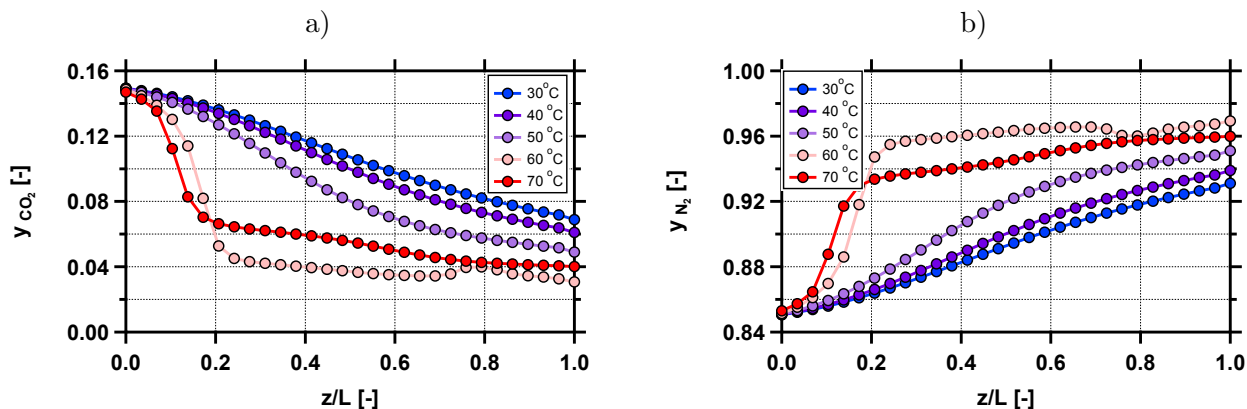 a)
0.16
0.12
0.08
0.04
0.00
y CO2 [-]
30 °C
40 °C
50 °C
60 °C
70 °C
0.0 0.2 0.4 0.6 0.8 1.0
z/L [-]
b)
1.00
0.96
0.92
0.88
0.84
y N2 [-]
30 °C
40 °C
50 °C
60 °C
70 °C
0.0 0.2 0.4 0.6 0.8 1.0
z/L [-]